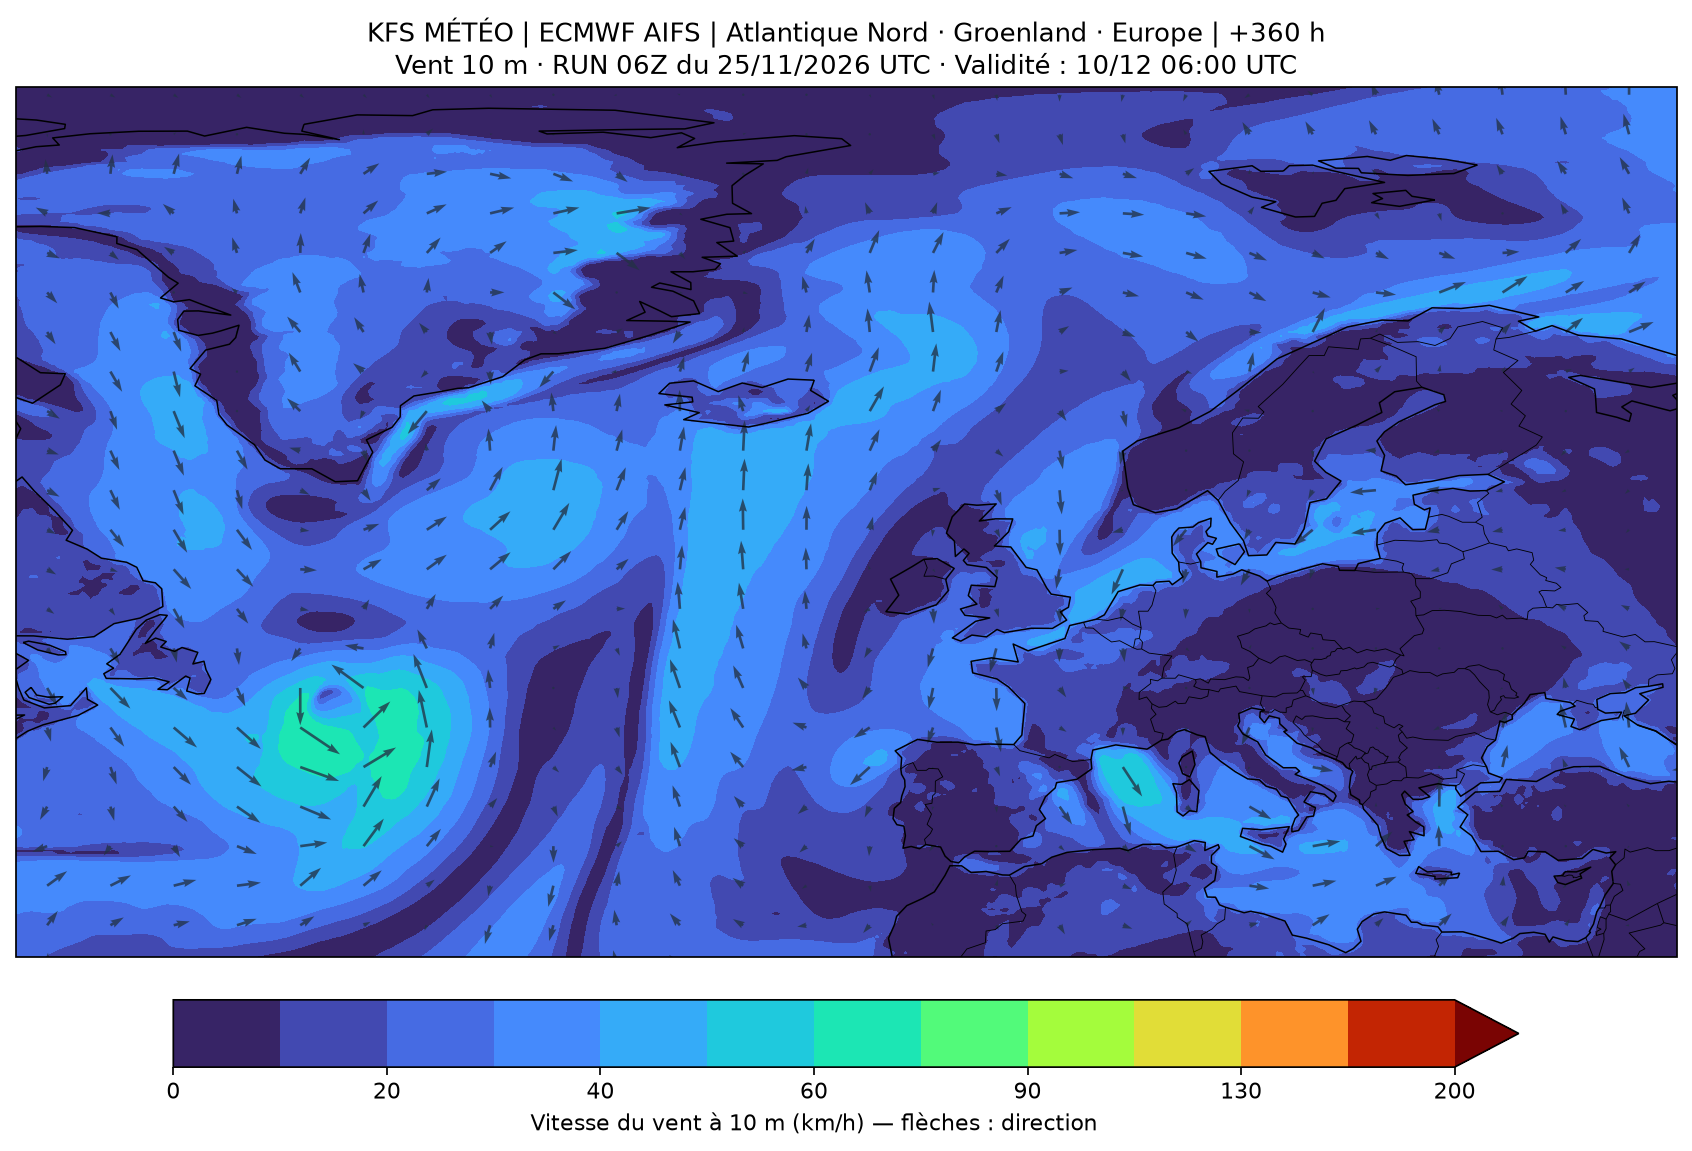 KFS MÉTÉO | ECMWF AIFS | Atlantique Nord · Groenland · Europe | +360 h
Vent 10 m · RUN 06Z du 25/11/2026 UTC · Validité : 10/12 06:00 UTC
0 20 40 60 90 130 200
Vitesse du vent à 10 m (km/h) — flèches : direction